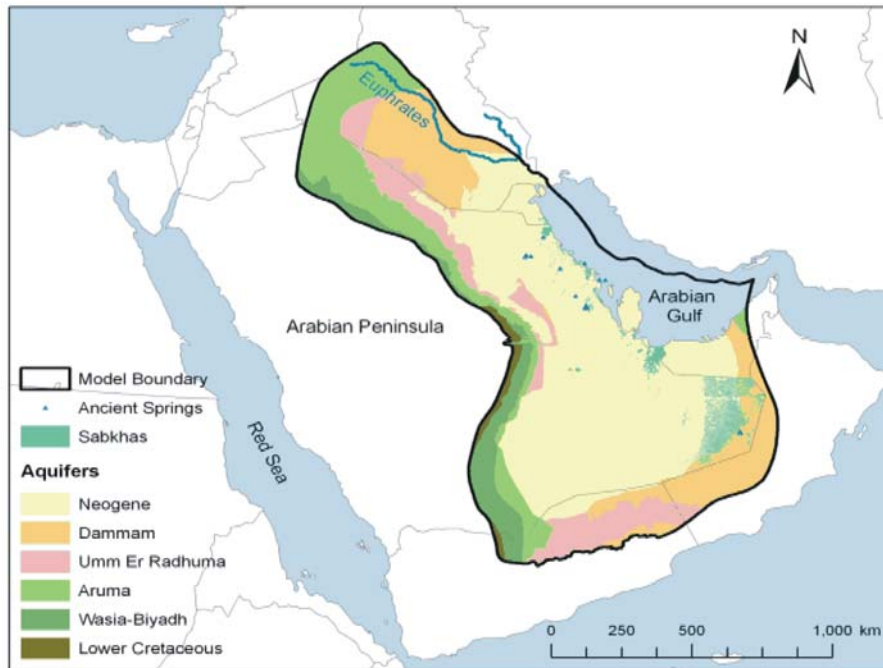 N
Euphrates
Arabian Gulf
Arabian Peninsula
Red Sea
Model Boundary
Ancient Springs
Sabkhas
Aquifers
Neogene
Dammam
Umm Er Radhuma
Aruma
Wasia-Biyadh
Lower Cretaceous
0 250 500 1,000 km